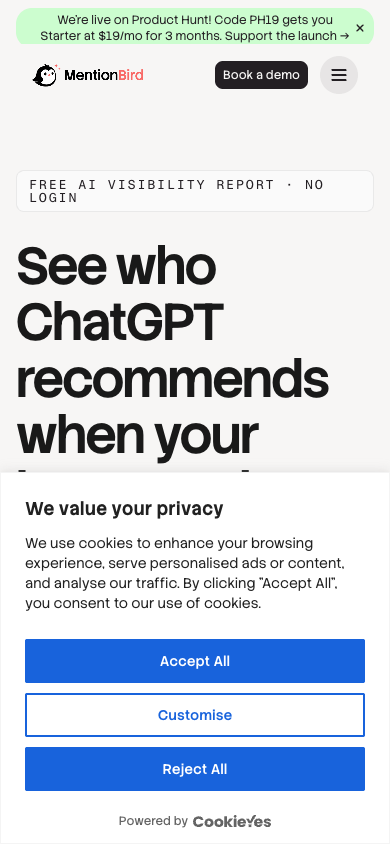 We're live on Product Hunt! Code PH19 gets you
Starter at $19/mo for 3 months. Support the launch →
MentionBird
Book a demo
FREE AI VISIBILITY REPORT · NO
LOGIN
See who
ChatGPT
recommends
when your
We value your privacy
We use cookies to enhance your browsing
experience, serve personalised ads or content,
and analyse our traffic. By clicking "Accept All",
you consent to our use of cookies.
Accept All
Customise
Reject All
Powered by CookieYes